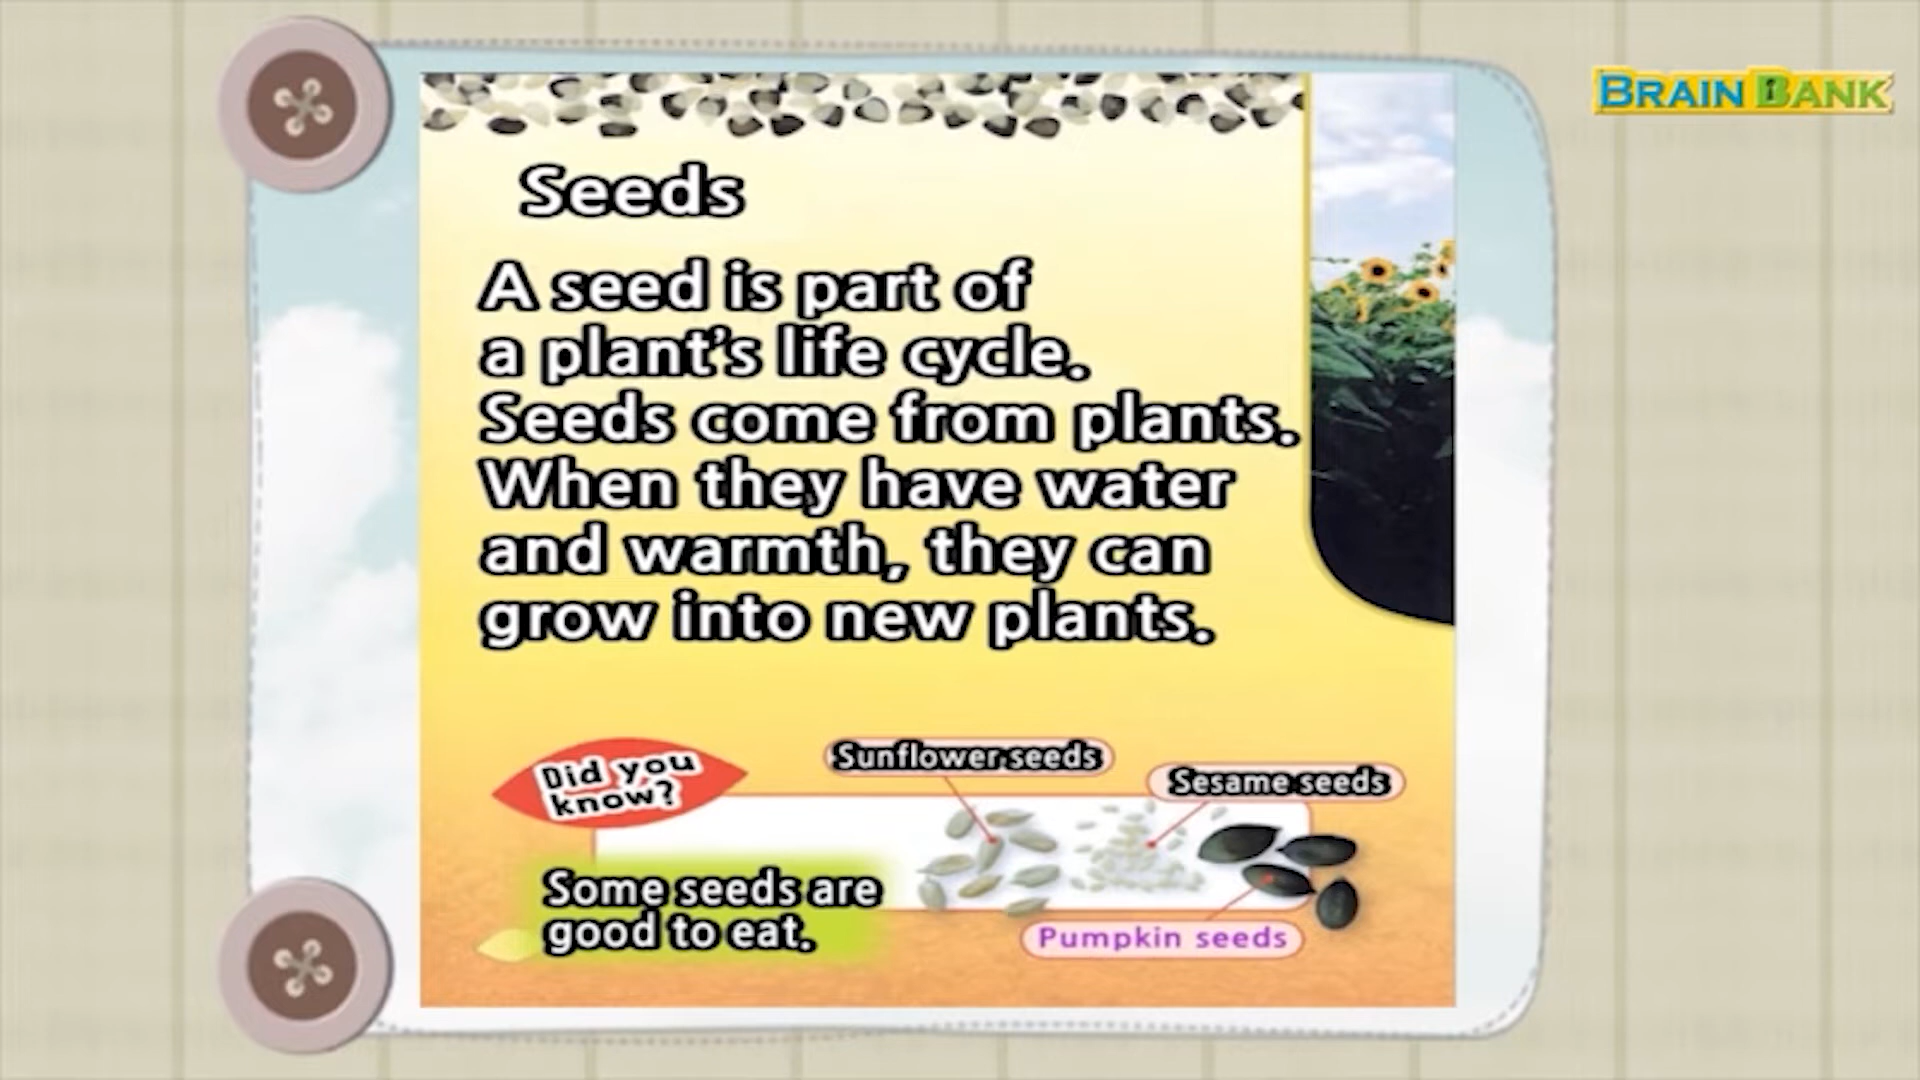 BRAIN BANK
Seeds
A seed is part of
a plant's life cycle.
Seeds come from plants.
When they have water
and warmth, they can
grow into new plants.
Did you
know?
Sunflower seeds
Sesame seeds
Some seeds are
good to eat.
Pumpkin seeds